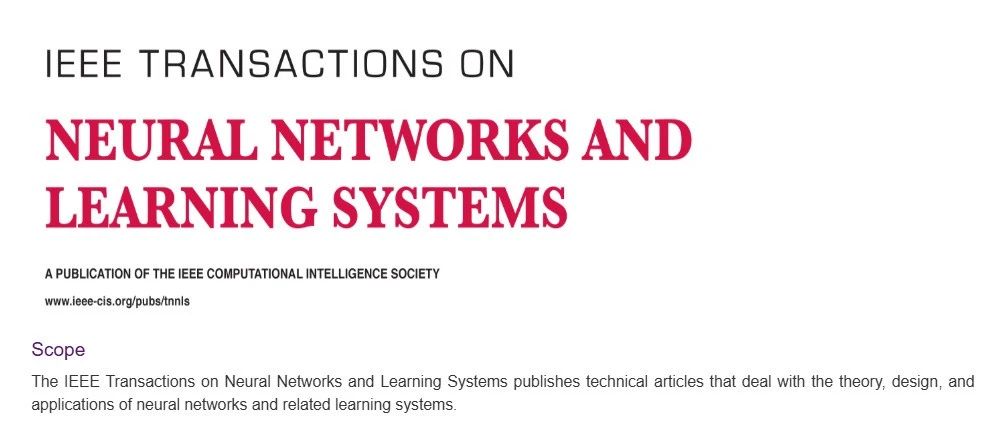 IEEE TRANSACTIONS ON
NEURAL NETWORKS AND
LEARNING SYSTEMS
A PUBLICATION OF THE IEEE COMPUTATIONAL INTELLIGENCE SOCIETY
www.ieee-cis.org/pubs/tnnls
Scope
The IEEE Transactions on Neural Networks and Learning Systems publishes technical articles that deal with the theory, design, and
applications of neural networks and related learning systems.